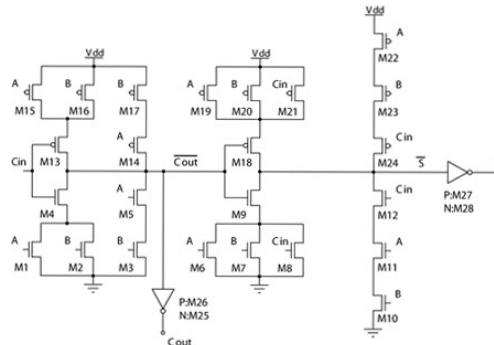 Vdd
Vdd
Vdd
A
M22
A
M15
B
M16
B
M17
A
M19
B
M20
Cin
M21
B
M23
Cin
M13
A
M14
Cout
M18
Cin
M24
S
P:M27
N:M28
M4
A
M5
M9
Cin
M12
A
M1
B
M2
B
M3
A
M6
B
M7
Cin
M8
A
M11
B
M10
P:M26
N:M25
Cout